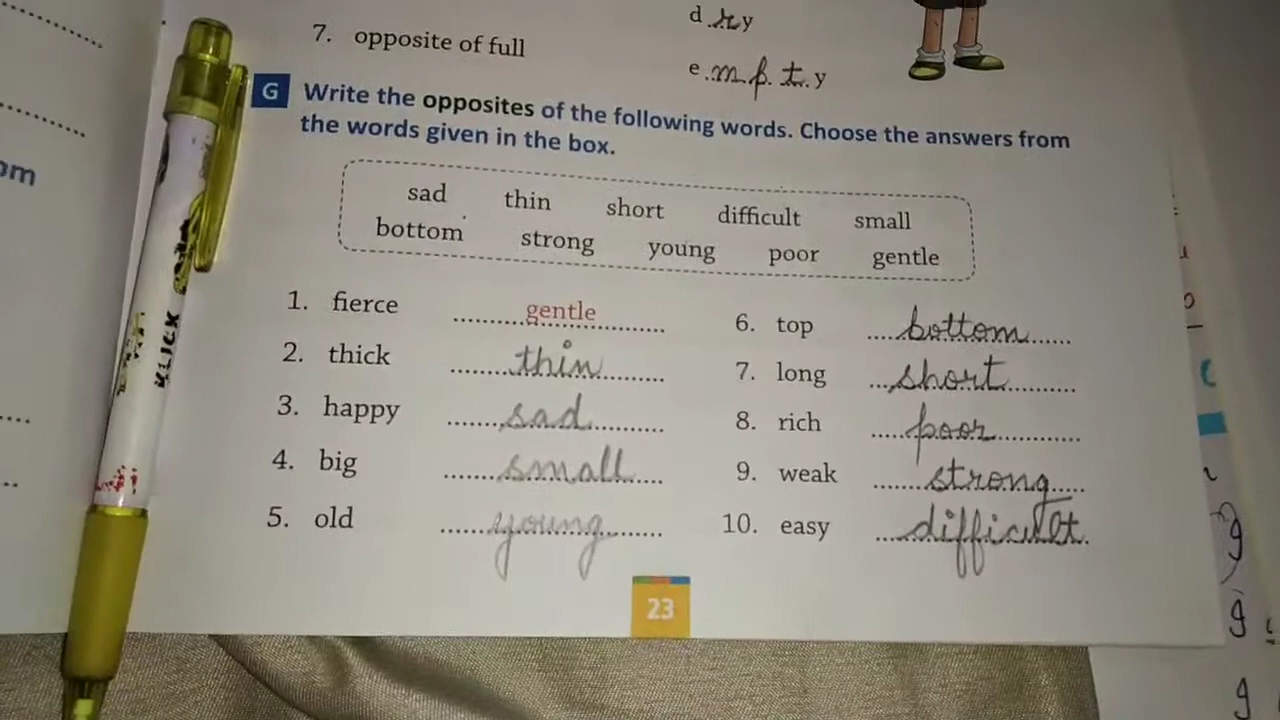 d.r.y
7. opposite of full
e.m.p.t.y
G Write the opposites of the following words. Choose the answers from
the words given in the box.
sad thin short difficult small
bottom strong young poor gentle
1. fierce gentle
2. thick thin
3. happy sad
4. big small
5. old young
6. top bottom
7. long short
8. rich poor
9. weak strong
10. easy difficult
23
KLICK
om